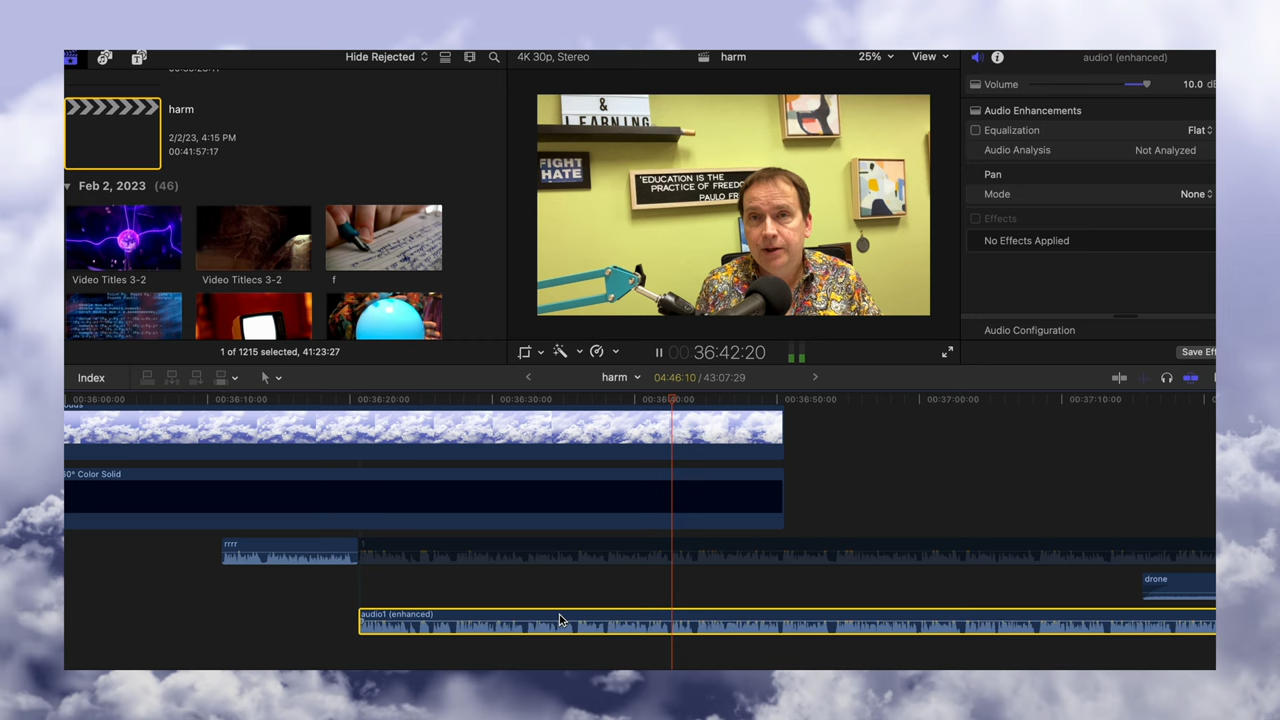 Hide Rejected
4K 30p, Stereo
harm
25%
View
audio1 (enhanced)
harm
2/2/23, 4:15 PM
00:41:57:17
Feb 2, 2023 (46)
Video Titles 3-2
Video Titlecs 3-2
f
1 of 1215 selected, 41:23:27
&
LEARNING
FIGHT
HATE
'EDUCATION IS THE
PRACTICE OF FREEDO
PAULO FR
Volume
10.0 dB
Audio Enhancements
Equalization
Flat
Audio Analysis
Not Analyzed
Pan
Mode
None
Effects
No Effects Applied
Audio Configuration
00:36:42:20
Save Eff
Index
harm
04:46:10 / 43:07:29
00:36:00:00
00:36:10:00
00:36:20:00
00:36:30:00
00:36:50:00
00:37:00:00
00:37:10:00
60° Color Solid
rrrr
1
drone
audio1 (enhanced)